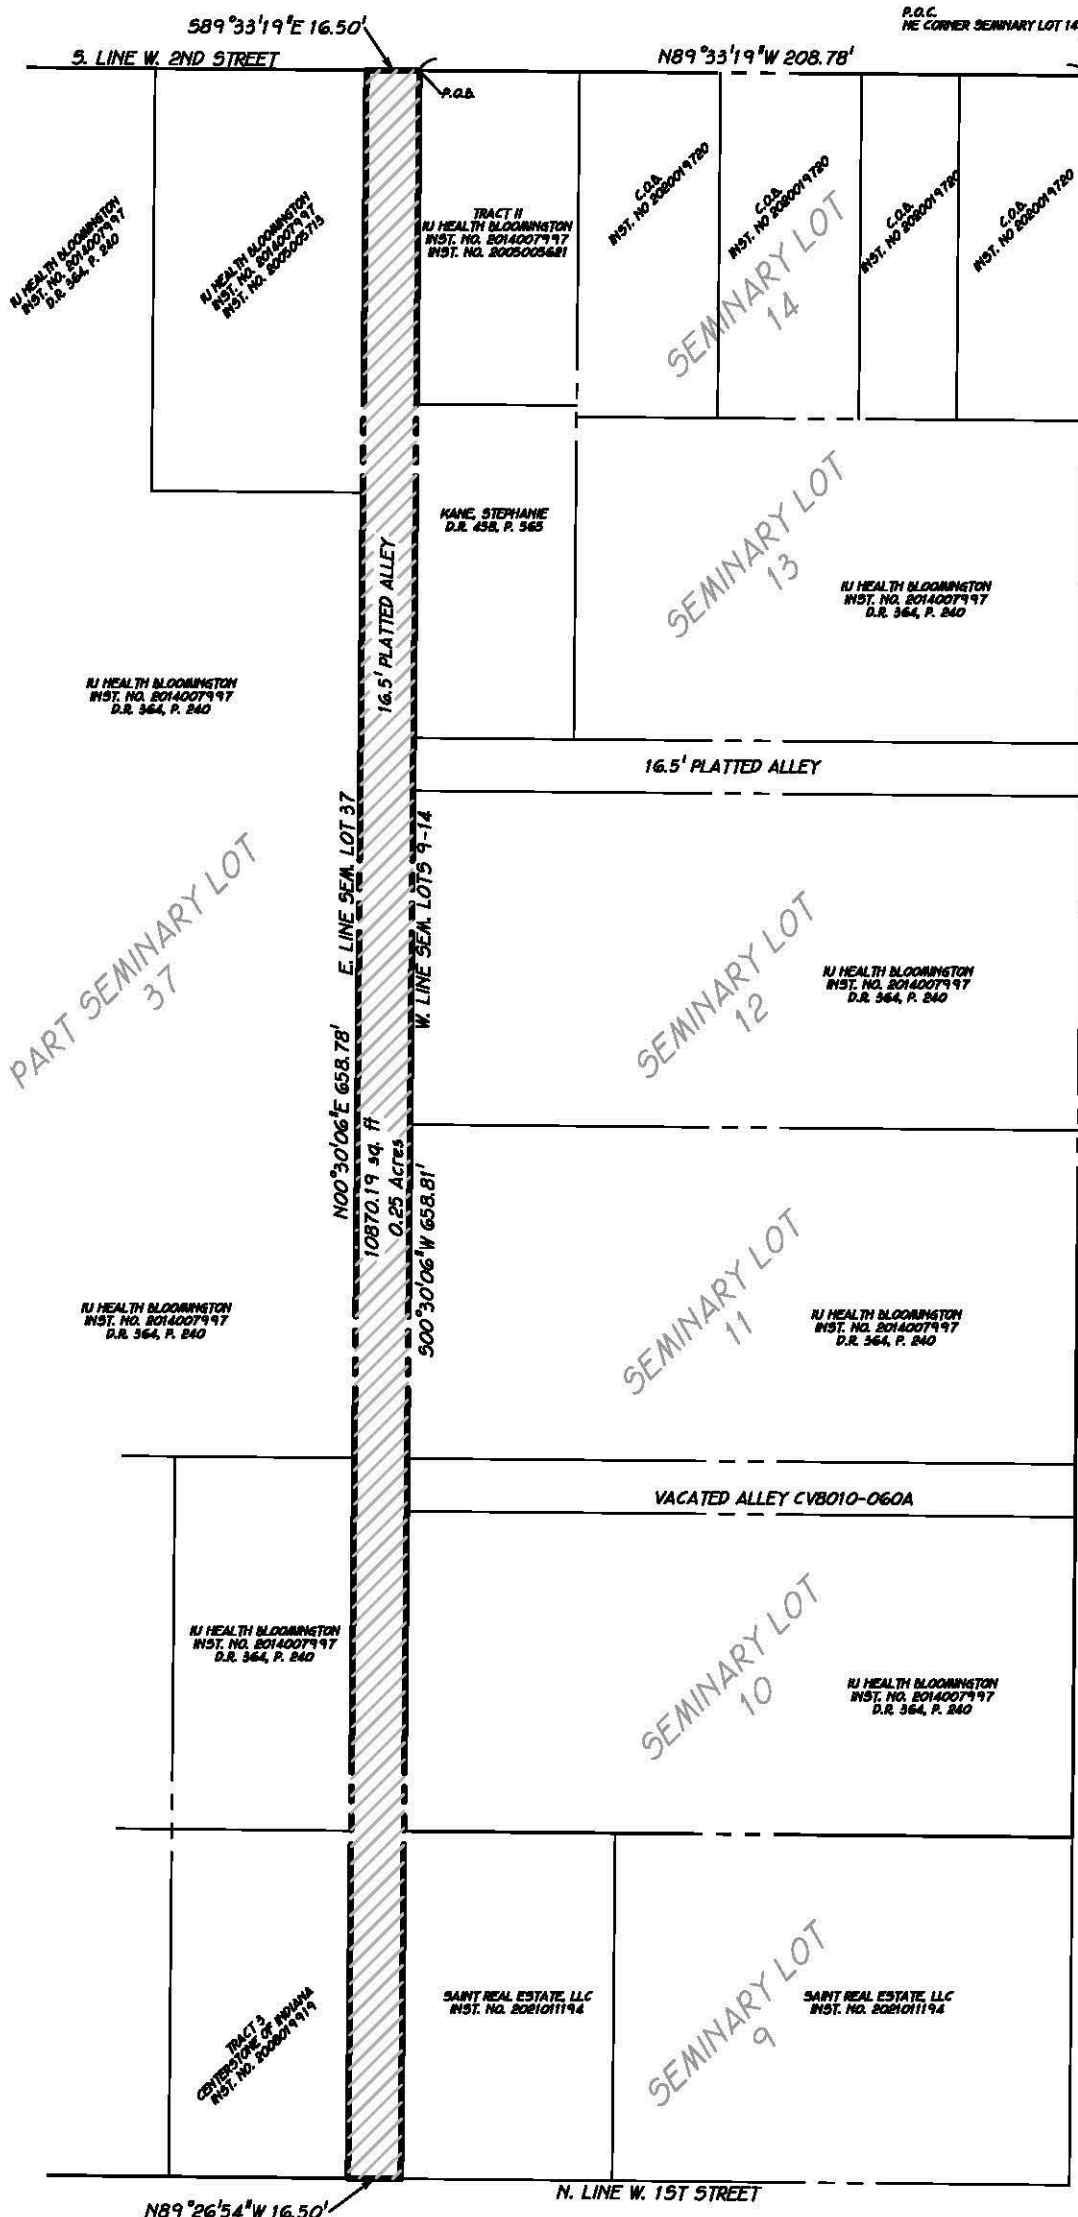 P.O.C.
NE CORNER SEMINARY LOT 14
S89°33'19"E 16.50'
S. LINE W. 2ND STREET
N89°33'19"W 208.78'
P.O.B.
IU HEALTH BLOOMINGTON
INST. NO. 2014007997
D.R. 364, P. 240
IU HEALTH BLOOMINGTON
INST. NO. 2014007997
INST. NO. 2005005713
TRACT II
IU HEALTH BLOOMINGTON
INST. NO. 2014007997
INST. NO. 2005005621
C.O.B.
INST. NO 2020019720
C.O.B.
INST. NO 2020019720
C.O.B.
INST. NO 2020019720
C.O.B.
INST. NO 2020019720
SEMINARY LOT
14
KANE, STEPHANIE
D.R. 458, P. 565
SEMINARY LOT
13
IU HEALTH BLOOMINGTON
INST. NO. 2014007997
D.R. 364, P. 240
16.5' PLATTED ALLEY
IU HEALTH BLOOMINGTON
INST. NO. 2014007997
D.R. 364, P. 240
16.5' PLATTED ALLEY
E. LINE SEM. LOT 37
W. LINE SEM. LOTS 9-14
PART SEMINARY LOT
37
SEMINARY LOT
12
IU HEALTH BLOOMINGTON
INST. NO. 2014007997
D.R. 364, P. 240
N00°30'06"E 658.78'
10870.19 sq. ft
0.25 Acres
S00°30'06"W 658.81'
IU HEALTH BLOOMINGTON
INST. NO. 2014007997
D.R. 364, P. 240
SEMINARY LOT
11
IU HEALTH BLOOMINGTON
INST. NO. 2014007997
D.R. 364, P. 240
VACATED ALLEY CVB010-060A
IU HEALTH BLOOMINGTON
INST. NO. 2014007997
D.R. 364, P. 240
SEMINARY LOT
10
IU HEALTH BLOOMINGTON
INST. NO. 2014007997
D.R. 364, P. 240
TRACT 3
CENTERSTONE OF INDIANA
INST. NO. 2008019919
SAINT REAL ESTATE, LLC
INST. NO. 2021011194
SEMINARY LOT
9
SAINT REAL ESTATE, LLC
INST. NO. 2021011194
N. LINE W. 1ST STREET
N89°26'54"W 16.50'